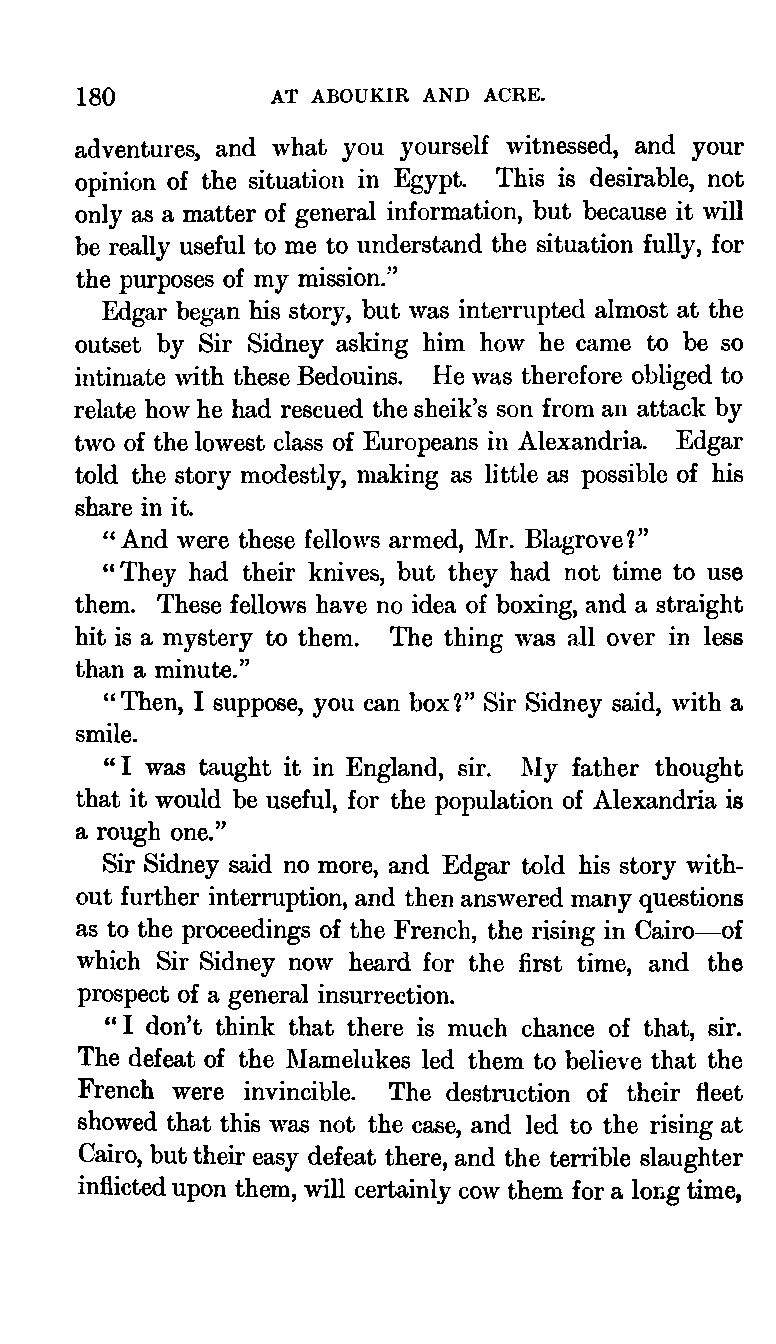 180 AT ABOUKIR AND ACRE.
adventures, and what you yourself witnessed, and your
opinion of the situation in Egypt. This is desirable, not
only as a matter of general information, but because it will
be really useful to me to understand the situation fully, for
the purposes of my mission.”
Edgar began his story, but was interrupted almost at the
outset by Sir Sidney asking him how he came to be so
intimate with these Bedouins. He was therefore obliged to
relate how he had rescued the sheik’s son from an attack by
two of the lowest class of Europeans in Alexandria. Edgar
told the story modestly, making as little as possible of his
share in it.
“And were these fellows armed, Mr. Blagrove?”
“They had their knives, but they had not time to use
them. These fellows have no idea of boxing, and a straight
hit is a mystery to them. The thing was all over in less
than a minute.”
“Then, I suppose, you can box?” Sir Sidney said, with a
smile.
“I was taught it in England, sir. My father thought
that it would be useful, for the population of Alexandria is
a rough one.”
Sir Sidney said no more, and Edgar told his story with-
out further interruption, and then answered many questions
as to the proceedings of the French, the rising in Cairo—of
which Sir Sidney now heard for the first time, and the
prospect of a general insurrection.
“I don’t think that there is much chance of that, sir.
The defeat of the Mamelukes led them to believe that the
French were invincible. The destruction of their fleet
showed that this was not the case, and led to the rising at
Cairo, but their easy defeat there, and the terrible slaughter
inflicted upon them, will certainly cow them for a long time,